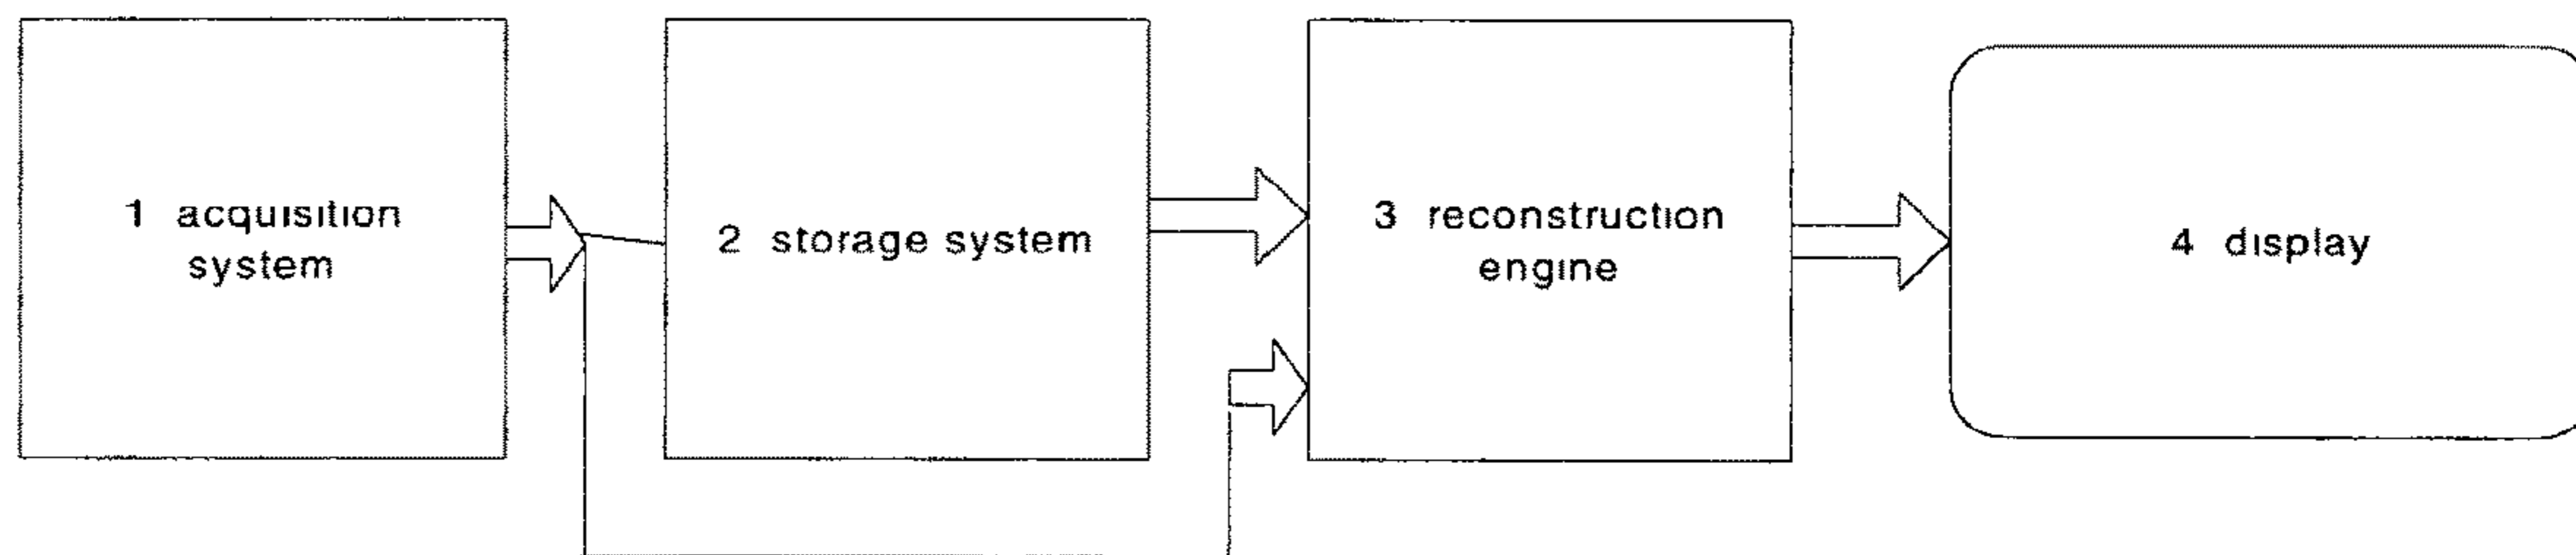 1 acquisition
system
2 storage system
3 reconstruction
engine
4 display